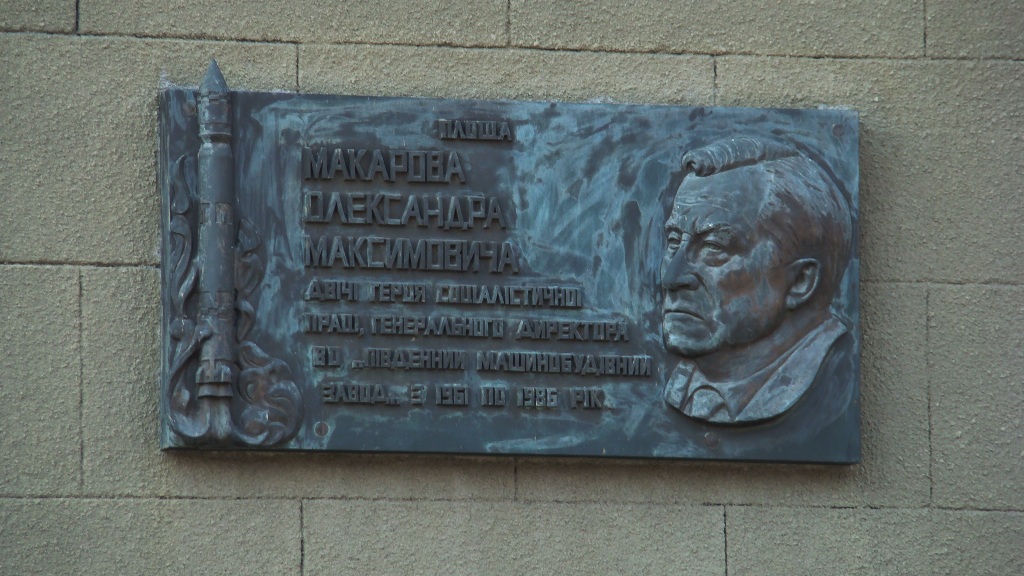 ПЛОЩА
МАКАРОВА
ОЛЕКСАНДРА
МАКСИМОВИЧА
ДВІЧІ ГЕРОЯ СОЦІАЛІСТИЧНОЇ
ПРАЦІ, ГЕНЕРАЛЬНОГО ДИРЕКТОРА
ВО „ПІВДЕННИЙ МАШИНОБУДІВНИЙ
ЗАВОД„ З 1961 ПО 1986 РІК